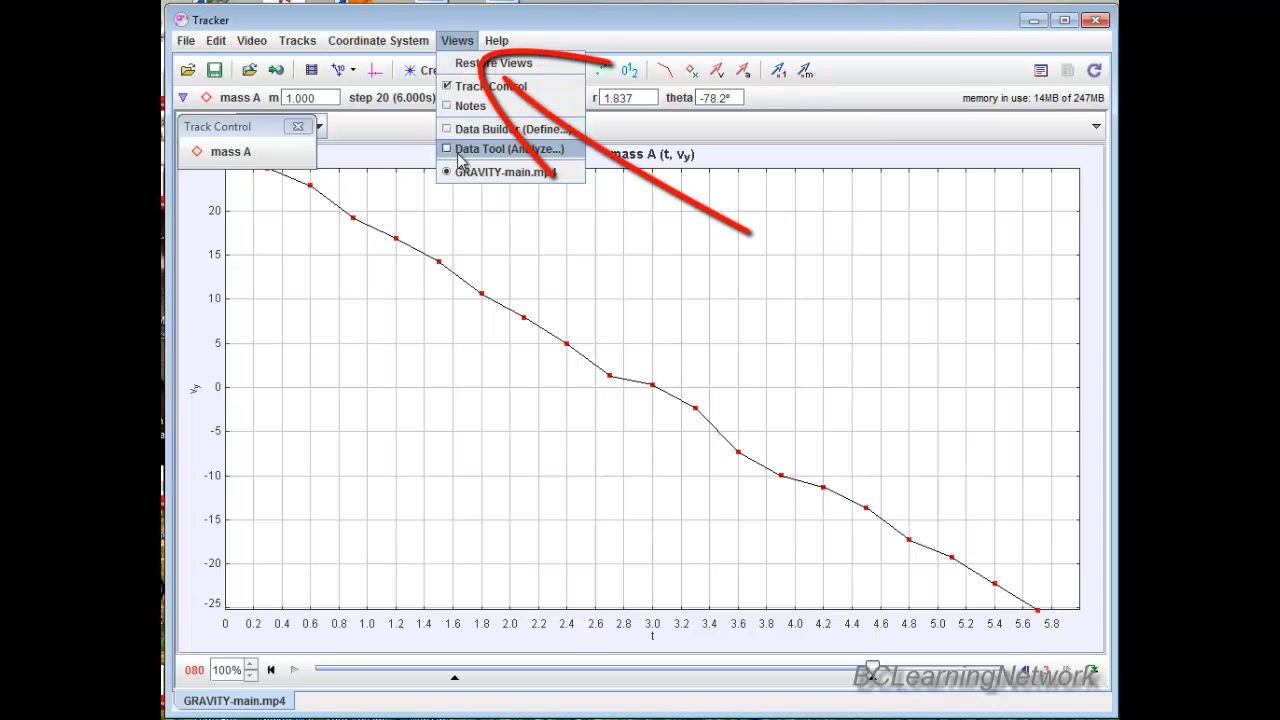 Tracker
File Edit Video Tracks Coordinate System Views Help
Restore Views
Track Control
Notes
Data Builder (Define...)
Data Tool (Analyze...)
GRAVITY-main.mp4
mass A m 1.000 step 20 (6.000s) r 1.837 theta -78.2° memory in use: 14MB of 247MB
Track Control
mass A
mass A (t, vy)
20
15
10
5
0
-5
-10
-15
-20
-25
vy
0 0.2 0.4 0.6 0.8 1.0 1.2 1.4 1.6 1.8 2.0 2.2 2.4 2.6 2.8 3.0 3.2 3.4 3.6 3.8 4.0 4.2 4.4 4.6 4.8 5.0 5.2 5.4 5.6 5.8
t
080 100%
BCLearningNetwork
GRAVITY-main.mp4